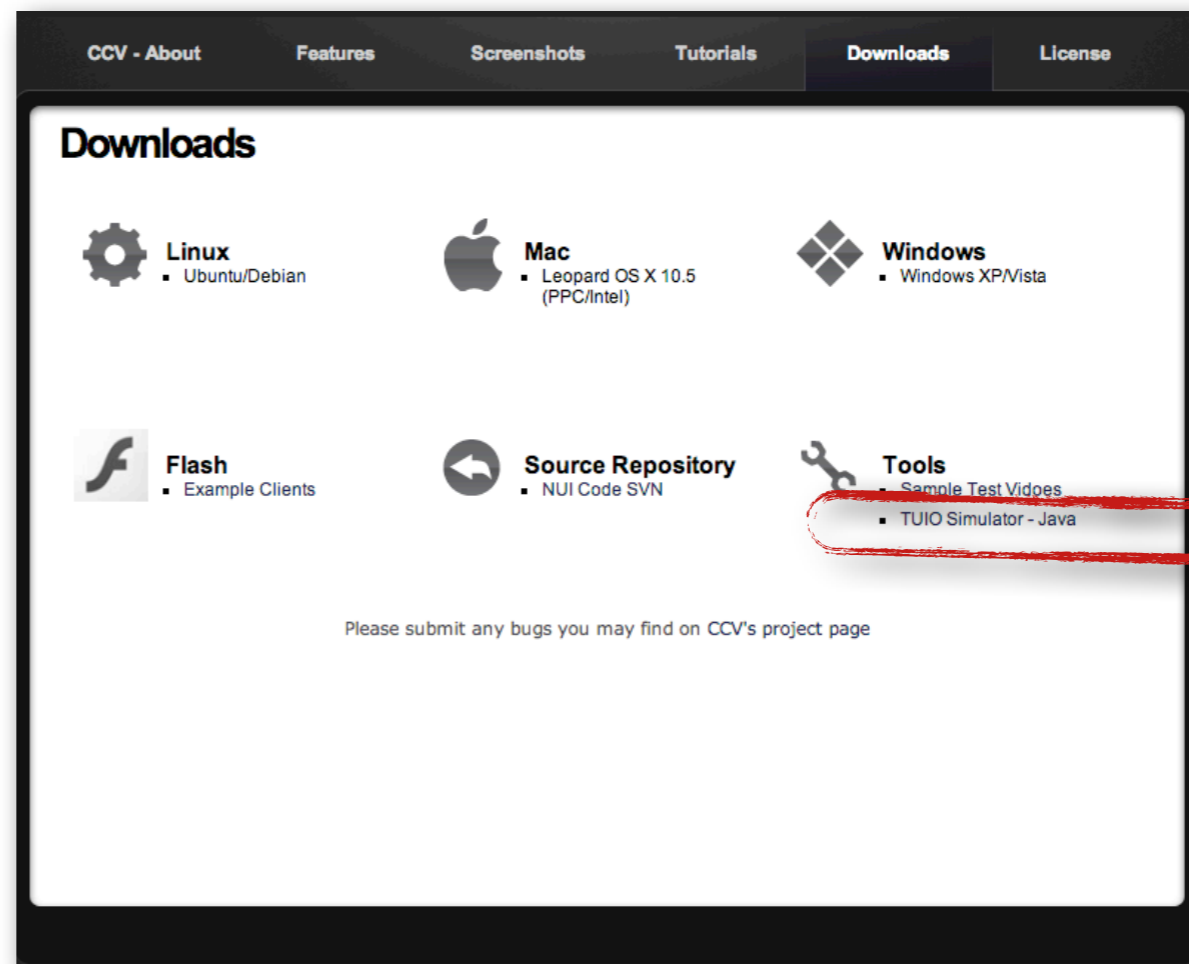 CCV - About Features Screenshots Tutorials Downloads License
Downloads
Linux
Ubuntu/Debian
Mac
Leopard OS X 10.5
(PPC/Intel)
Windows
Windows XP/Vista
Flash
Example Clients
Source Repository
NUI Code SVN
Tools
Sample Test Vidoes
TUIO Simulator - Java
Please submit any bugs you may find on CCV's project page